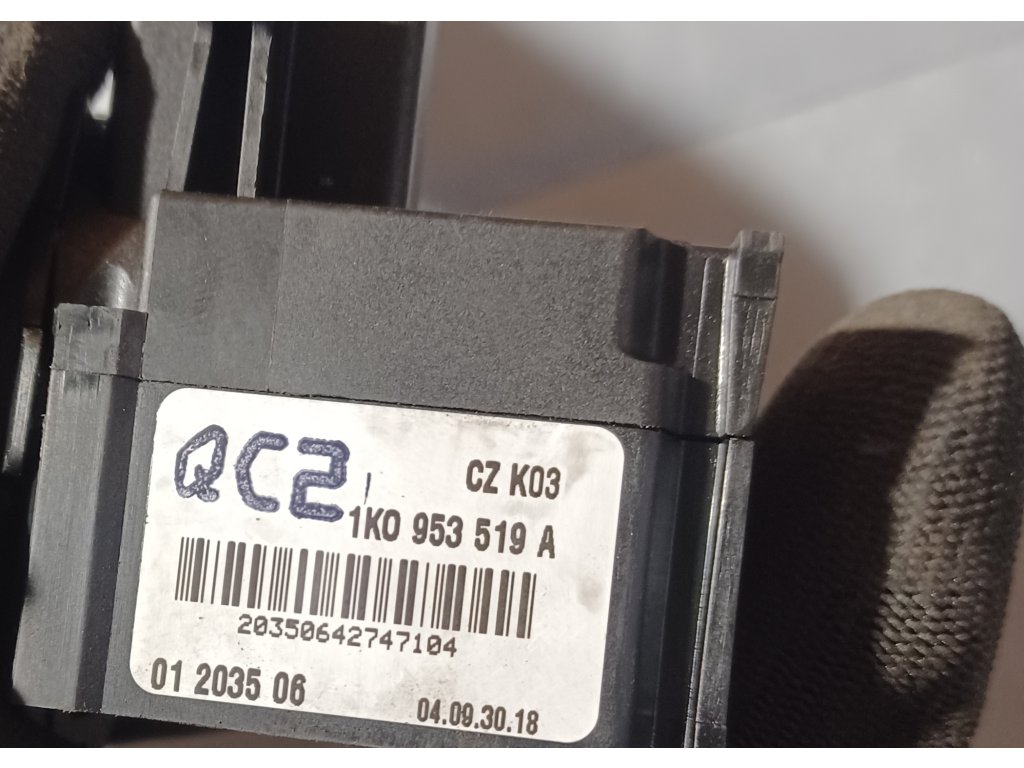 QC2
CZ K03
1K0 953 519 A
20350642747104
01 2035 06
04.09.30.18